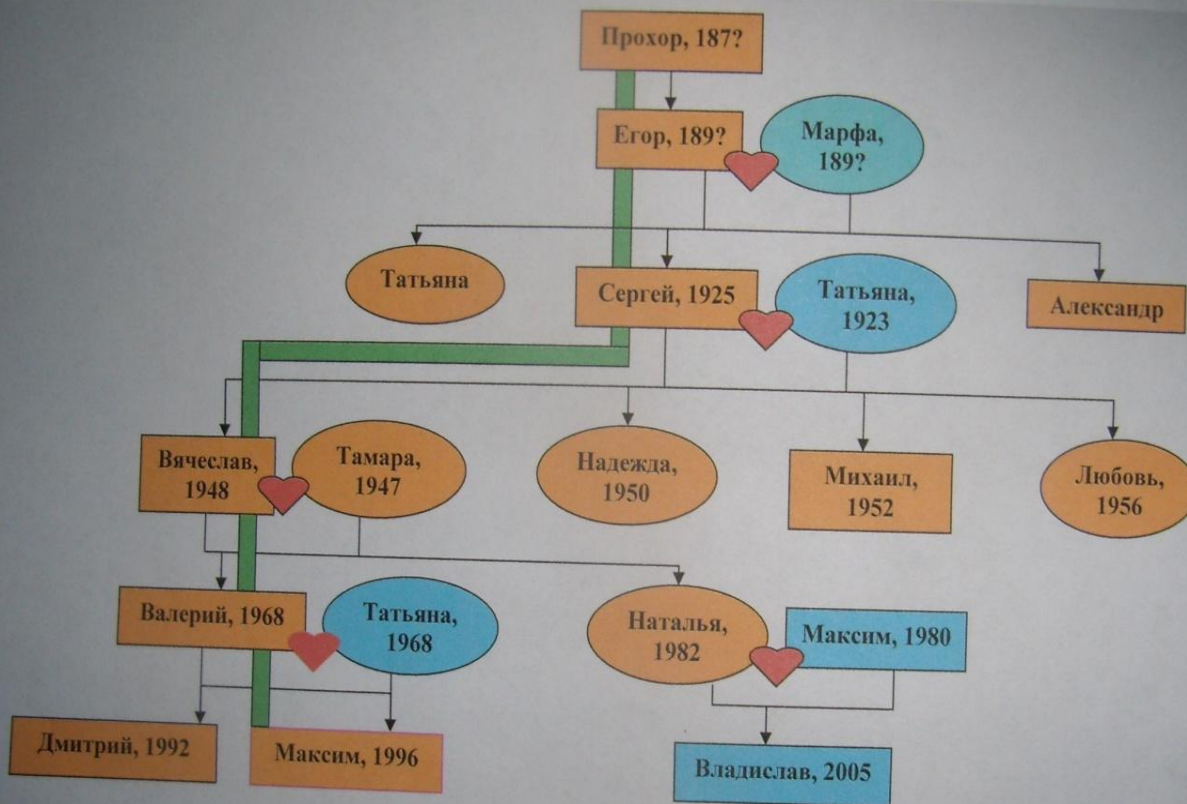 Прохор, 187?
Егор, 189?
Марфа,
189?
Татьяна
Сергей, 1925
Татьяна,
1923
Александр
Вячеслав,
1948
Тамара,
1947
Надежда,
1950
Михаил,
1952
Любовь,
1956
Валерий, 1968
Татьяна,
1968
Наталья,
1982
Максим, 1980
Дмитрий, 1992
Максим, 1996
Владислав, 2005